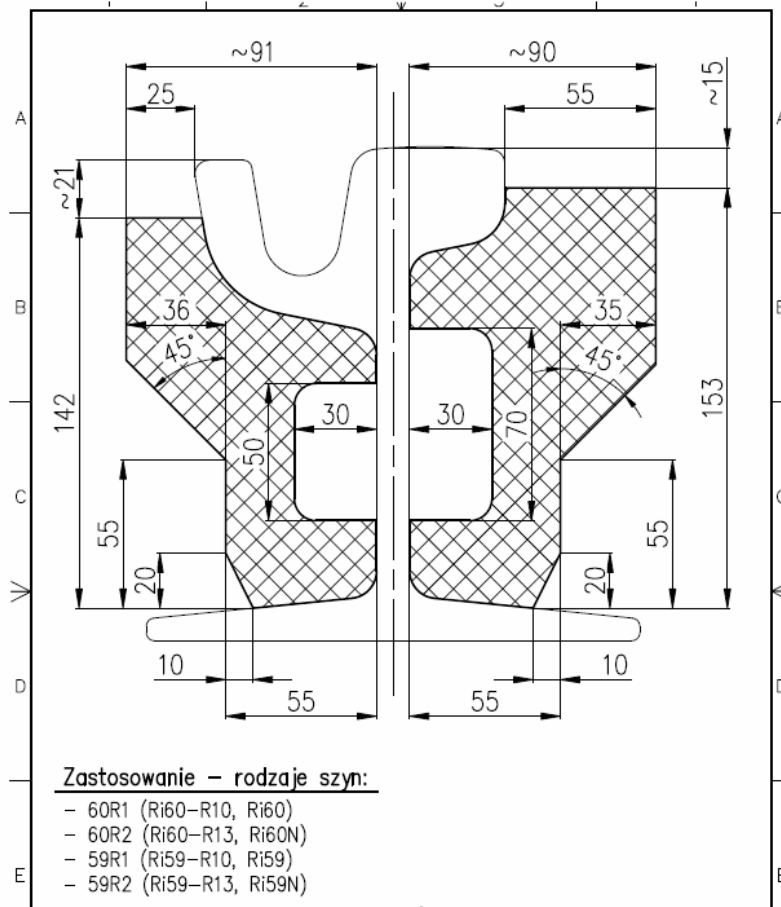 ~91
~90
25
55
~15
~21
A
A
B
36
35
45°
45°
142
50
30
30
70
153
C
C
55
20
20
55
D
D
10
10
55
55
Zastosowanie – rodzaje szyn:
– 60R1 (Ri60–R10, Ri60)
– 60R2 (Ri60–R13, Ri60N)
– 59R1 (Ri59–R10, Ri59)
– 59R2 (Ri59–R13, Ri59N)
E